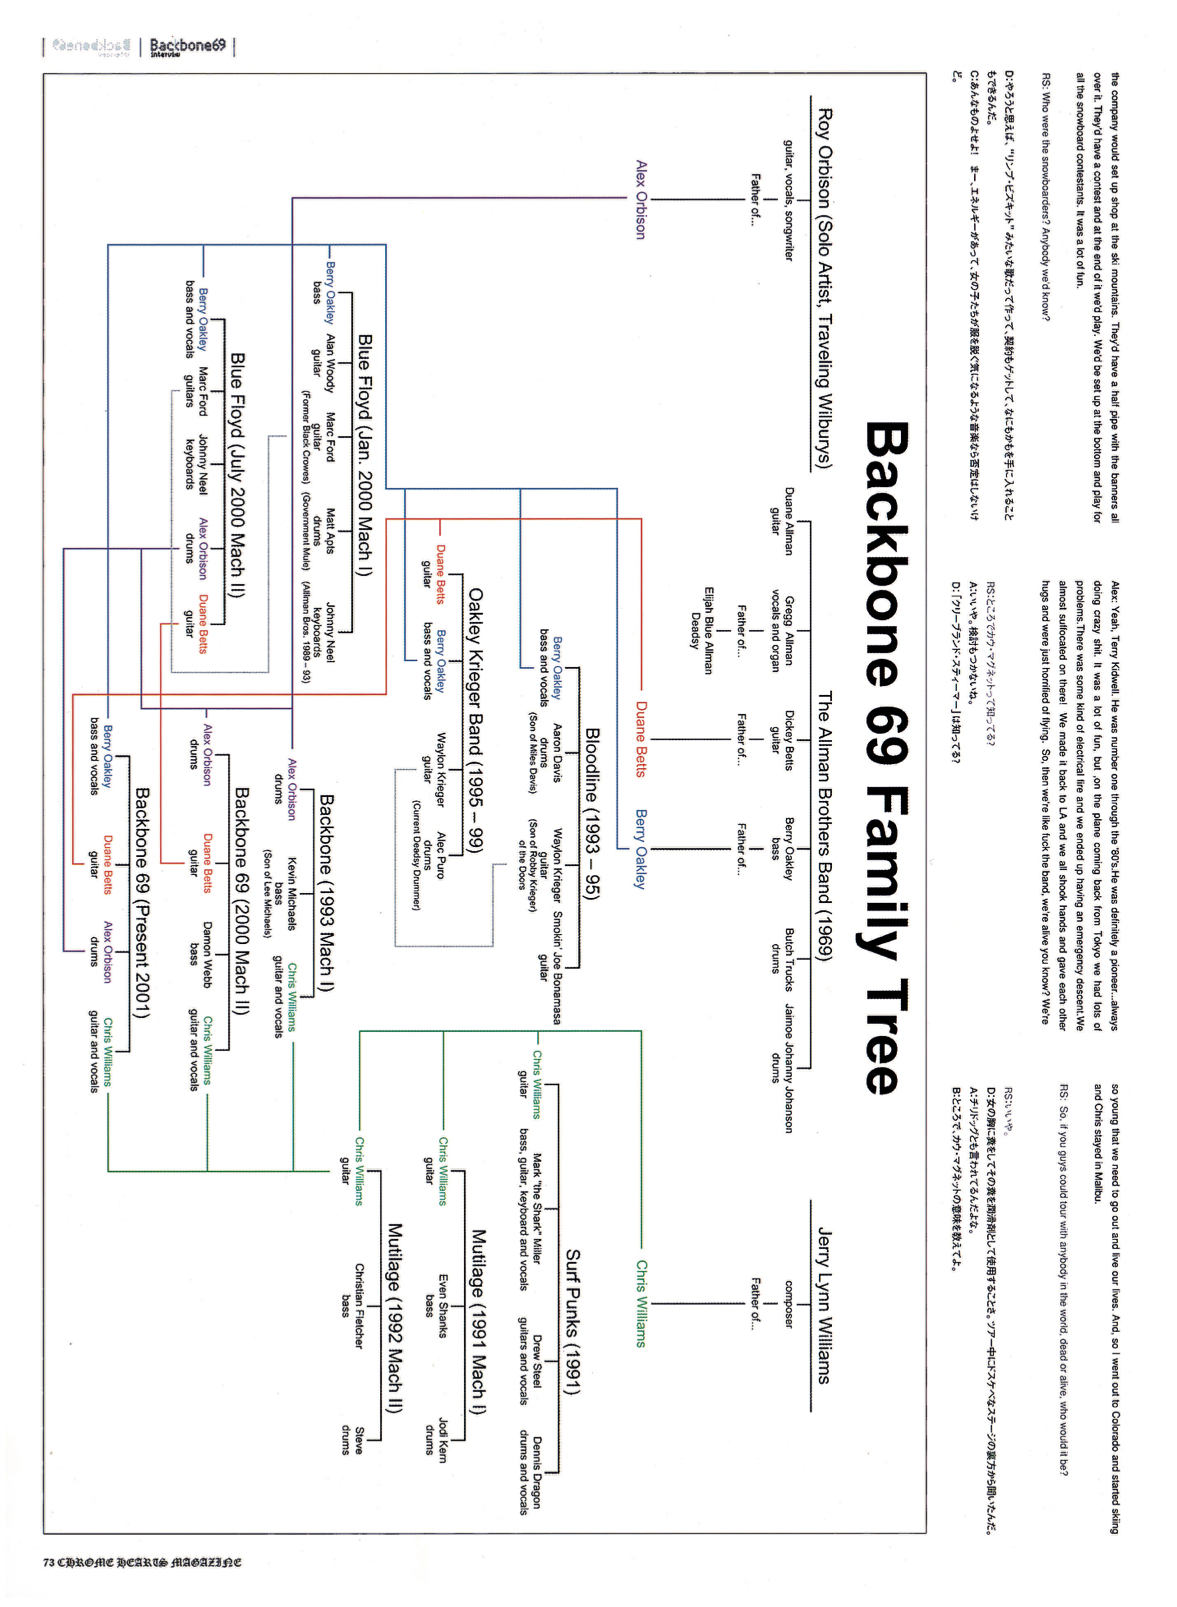 Backbone69
Interview
the company would set up shop at the ski mountains. They'd have a half pipe with the banners all
over it. They'd have a contest and at the end of it we'd play. We'd be set up at the bottom and play for
all the snowboard contestants. It was a lot of fun.
RS: Who were the snowboarders? Anybody we'd know?
D:やろうと思えば、“リンプ・ビズキット” みたいな歌だって作って、契約もゲットして、なにもかもを手に入れること
もできるんだ。
C:あんなものよせよ! まー、エネルギーがあって、女の子たちが服を脱ぐ気になるような音楽なら否定はしないけ
ど。
Alex: Yeah, Terry Kidwell. He was number one through the '80's.He was definitely a pioneer...always
doing crazy shit. It was a lot of fun, but ,on the plane coming back from Tokyo we had lots of
problems.There was some kind of electrical fire and we ended up having an emergency descent.We
almost suffocated on there! We made it back to LA and we all shook hands and gave each other
hugs and were just horrified of flying. So, then we're like fuck the band, we're alive you know? We're
RS:ところでカウ・マグネットって知ってる?
A:いいや。検討もつかないね。
D:「クリーブランド・スティーマー」は知ってる?
so young that we need to go out and live our lives. And, so I went out to Colorado and started skiing
and Chris stayed in Malibu.
RS: So, if you guys could tour with anybody in the world, dead or alive, who would it be?
RS:いいや。
D:女の胸に糞をしてその糞を潤滑剤として使用することさ。ツアー中にドスケベなステージの裏方から聞いたんだ。
A:チリドッグとも言われてるんだよな。
B:ところで、カウ・マグネットの意味を教えてよ。
Backbone 69 Family Tree
Roy Orbison (Solo Artist, Traveling Wilburys)
guitar, vocals, songwriter
Father of...
Alex Orbison
The Allman Brothers Band (1969)
Duane Allman
guitar
Gregg Allman
vocals and organ
Father of...
Elijah Blue Allman
Deadsy
Dickey Betts
guitar
Father of...
Duane Betts
Berry Oakley
bass
Father of...
Berry Oakley
Butch Trucks
drums
Jaimoe Johanny Johanson
drums
Jerry Lynn Williams
composer
Father of...
Chris Williams
Bloodline (1993 – 95)
Berry Oakley
bass and vocals
Aaron Davis
drums
(Son of Miles Davis)
Waylon Krieger
guitar
(Son of Robby Krieger)
of the Doors
Smokin' Joe Bonamasa
guitar
Surf Punks (1991)
Chris Williams
guitar
Mark "the Shark" Miller
bass, guitar, keyboard and vocals
Drew Steel
guitars and vocals
Dennis Dragon
drums and vocals
Oakley Krieger Band (1995 – 99)
Duane Betts
guitar
Berry Oakley
bass and vocals
Waylon Krieger
guitar
Alec Puro
drums
(Current Deadsy Drummer)
Mutilage (1991 Mach I)
Chris Williams
guitar
Even Shanks
bass
Jodi Kern
drums
Blue Floyd (Jan. 2000 Mach I)
Berry Oakley
bass
Alan Woody
guitar
Marc Ford
guitar
(Former Black Crowes)
Matt Apts
drums
(Government Mule)
Johnny Neel
keyboards
(Allman Bros. 1989 – 93)
Mutilage (1992 Mach II)
Chris Williams
guitar
Christian Fletcher
bass
Steve
drums
Backbone (1993 Mach I)
Alex Orbison
drums
Kevin Michaels
bass
(Son of Lee Michaels)
Chris Williams
guitar and vocals
Blue Floyd (July 2000 Mach II)
Berry Oakley
bass and vocals
Marc Ford
guitars
Johnny Neel
keyboards
Alex Orbison
drums
Duane Betts
guitar
Backbone 69 (2000 Mach II)
Alex Orbison
drums
Duane Betts
guitar
Damon Webb
bass
Chris Williams
guitar and vocals
Backbone 69 (Present 2001)
Berry Oakley
bass and vocals
Duane Betts
guitar
Alex Orbison
drums
Chris Williams
guitar and vocals
73 CHROME HEARTS MAGAZINE